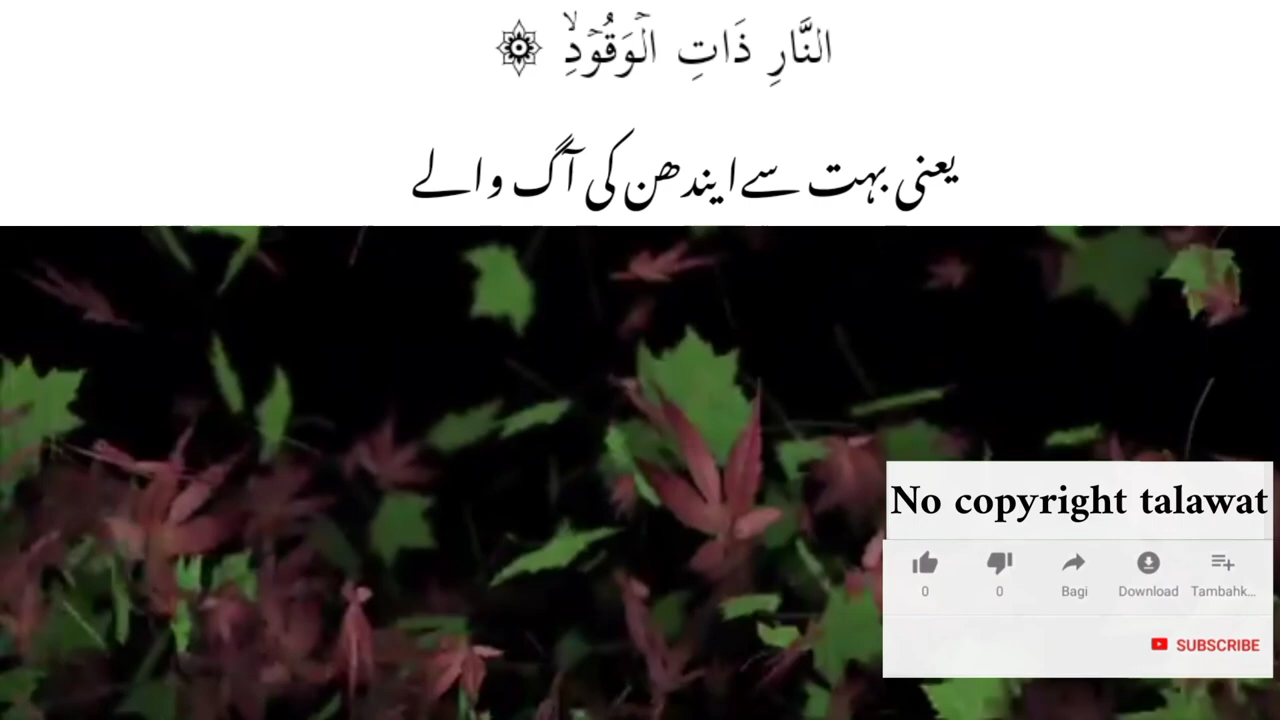 النَّارِ ذَاتِ الۡوَقُوۡدِۙ ۞
یعنی بہت سے ایندھن کی آگ والے
No copyright talawat
0 0 Bagi Download Tambahk...
SUBSCRIBE